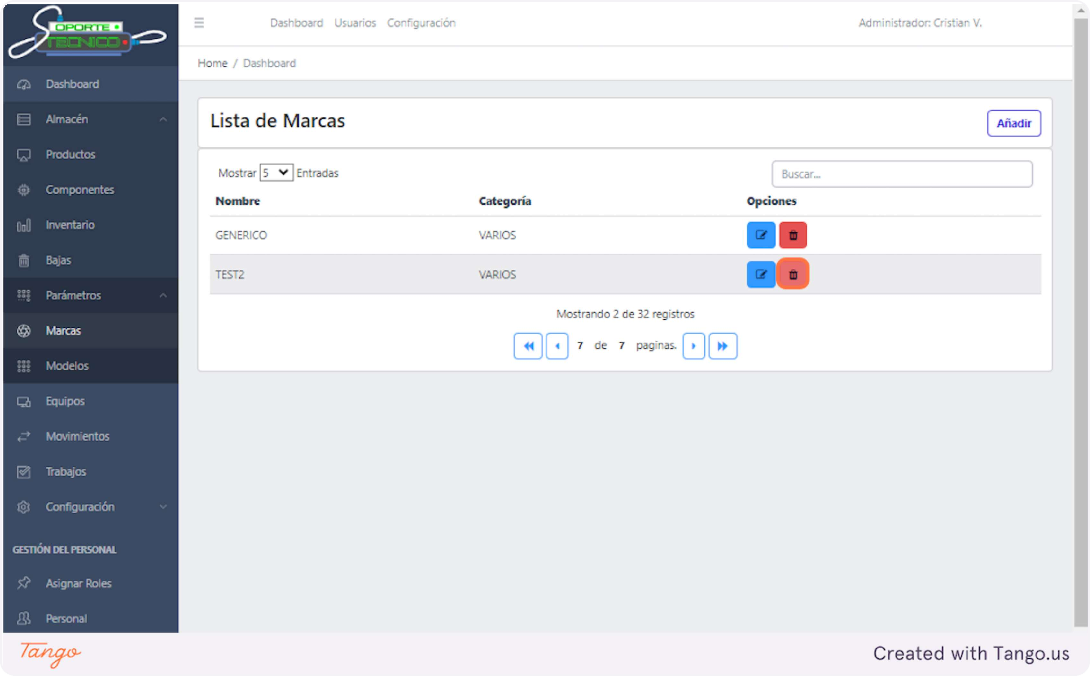 SOPORTE
TECNICO
Dashboard Usuarios Configuración
Administrador: Cristian V.
Home / Dashboard
Dashboard
Almacén
Productos
Componentes
Inventario
Bajas
Parámetros
Marcas
Modelos
Equipos
Movimientos
Trabajos
Configuración
GESTIÓN DEL PERSONAL
Asignar Roles
Personal
Lista de Marcas
Añadir
Mostrar 5 Entradas
Buscar...
Nombre Categoría Opciones
GENERICO VARIOS
TEST2 VARIOS
Mostrando 2 de 32 registros
7 de 7 paginas.
Tango
Created with Tango.us